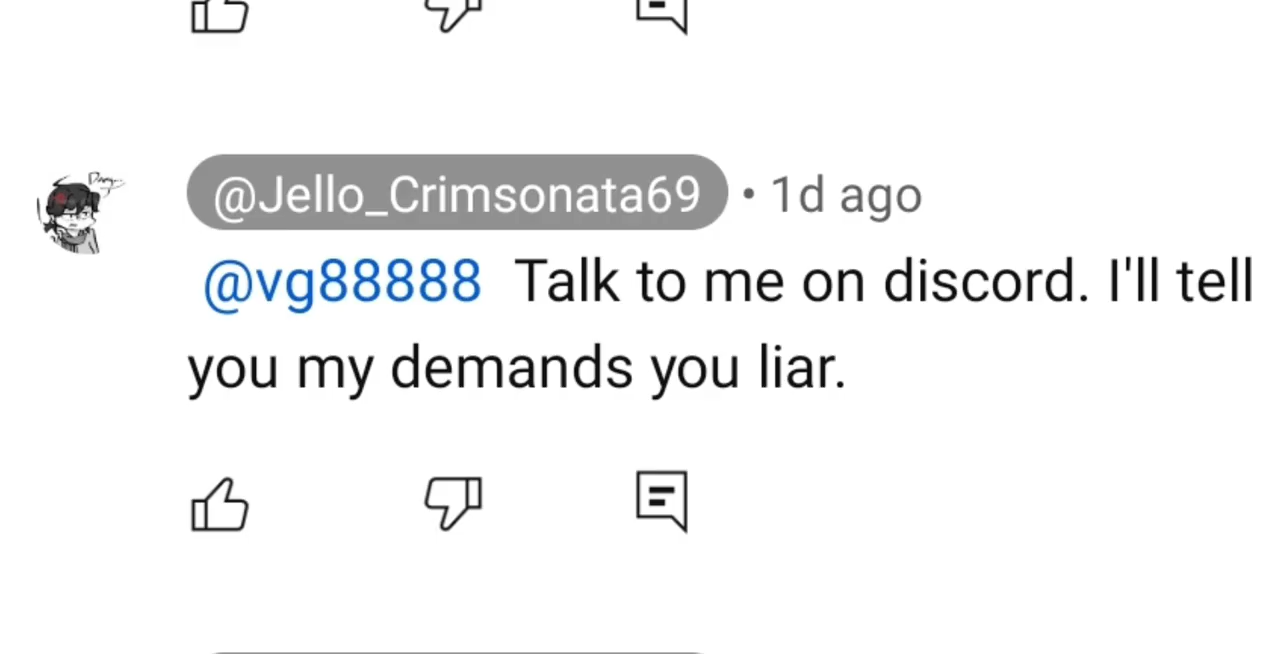 @Jello_Crimsonata69 • 1d ago
@vg88888 Talk to me on discord. I'll tell
you my demands you liar.